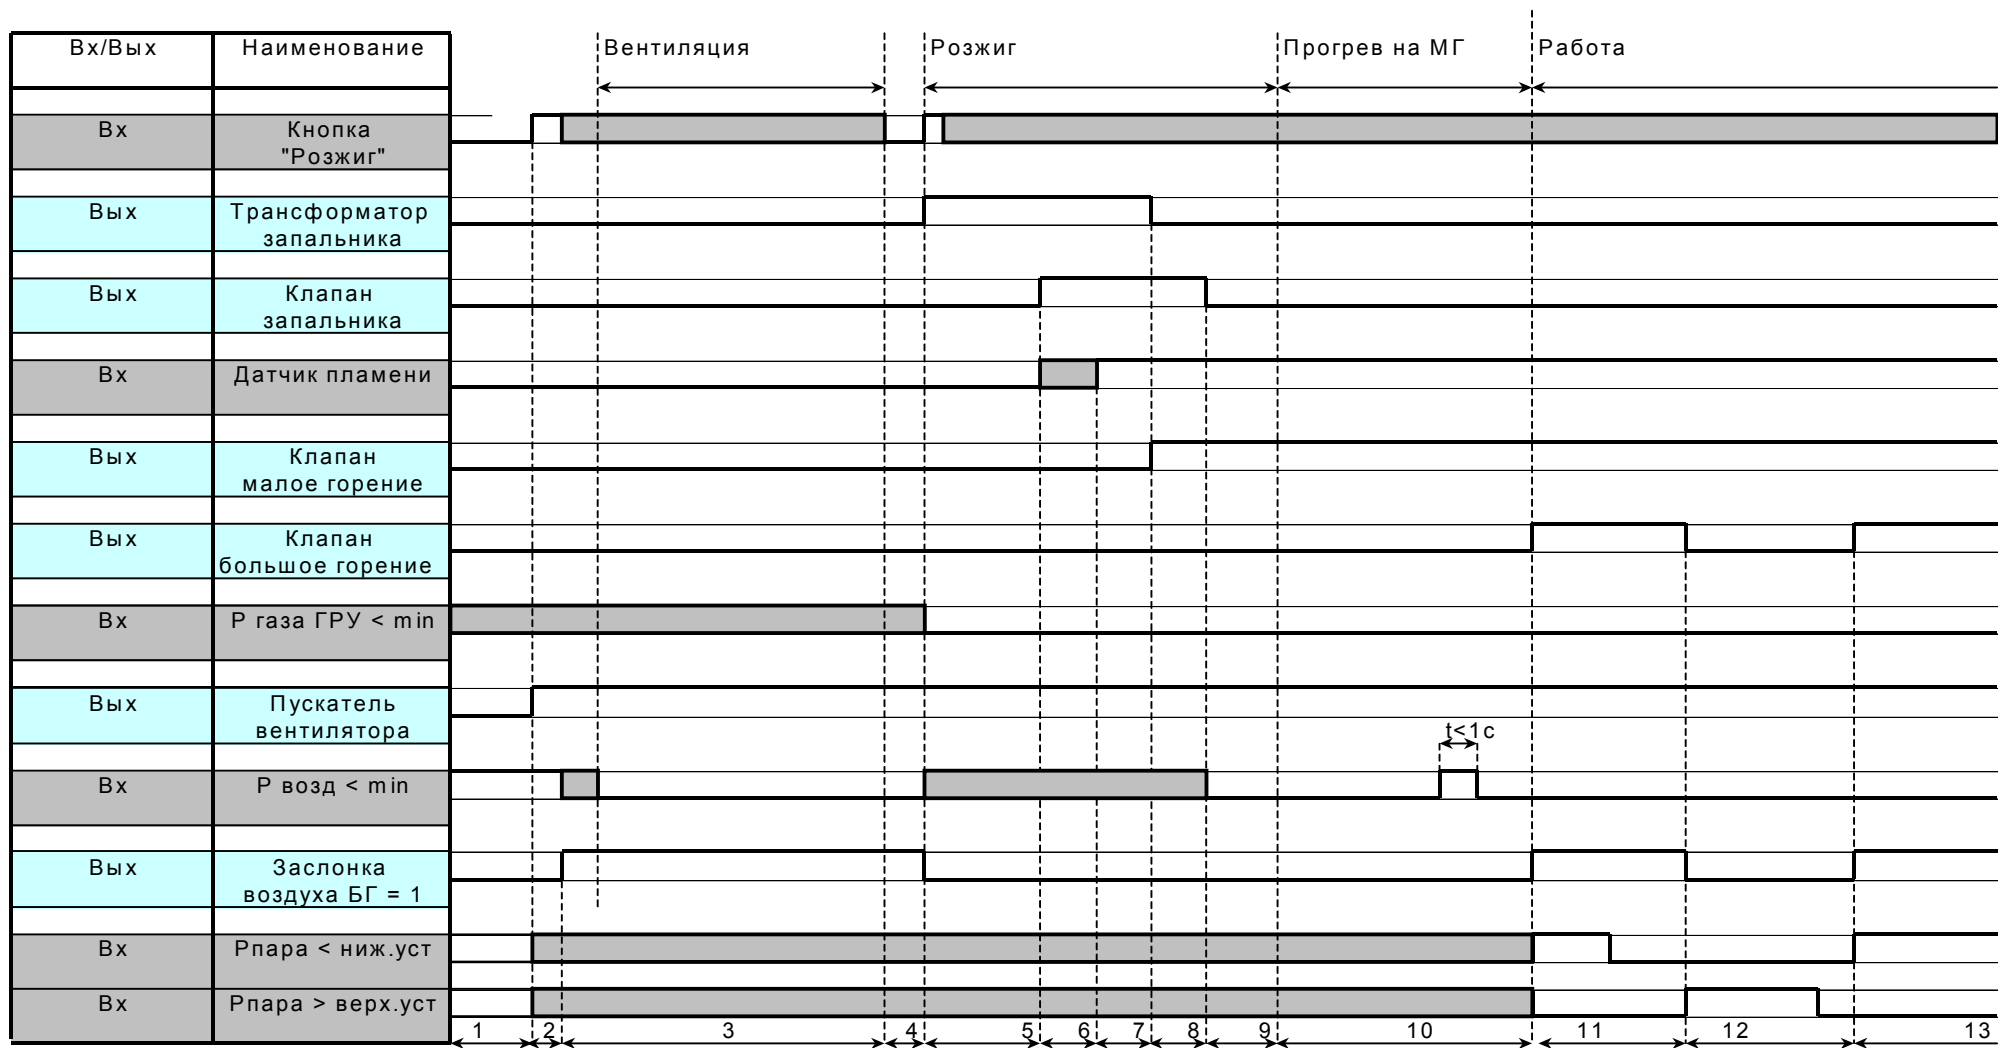 Вх/Вых Наименование Вентиляция Розжиг Прогрев на МГ Работа
Вх Кнопка
"Розжиг"
Вых Трансформатор
запальника
Вых Клапан
запальника
Вх Датчик пламени
Вых Клапан
малое горение
Вых Клапан
большое горение
Вх Р газа ГРУ < min
Вых Пускатель
вентилятора
t<1с
Вх Р возд < min
Вых Заслонка
воздуха БГ = 1
Вх Рпара < ниж.уст
Вх Рпара > верх.уст
1 2 3 4 5 6 7 8 9 10 11 12 13